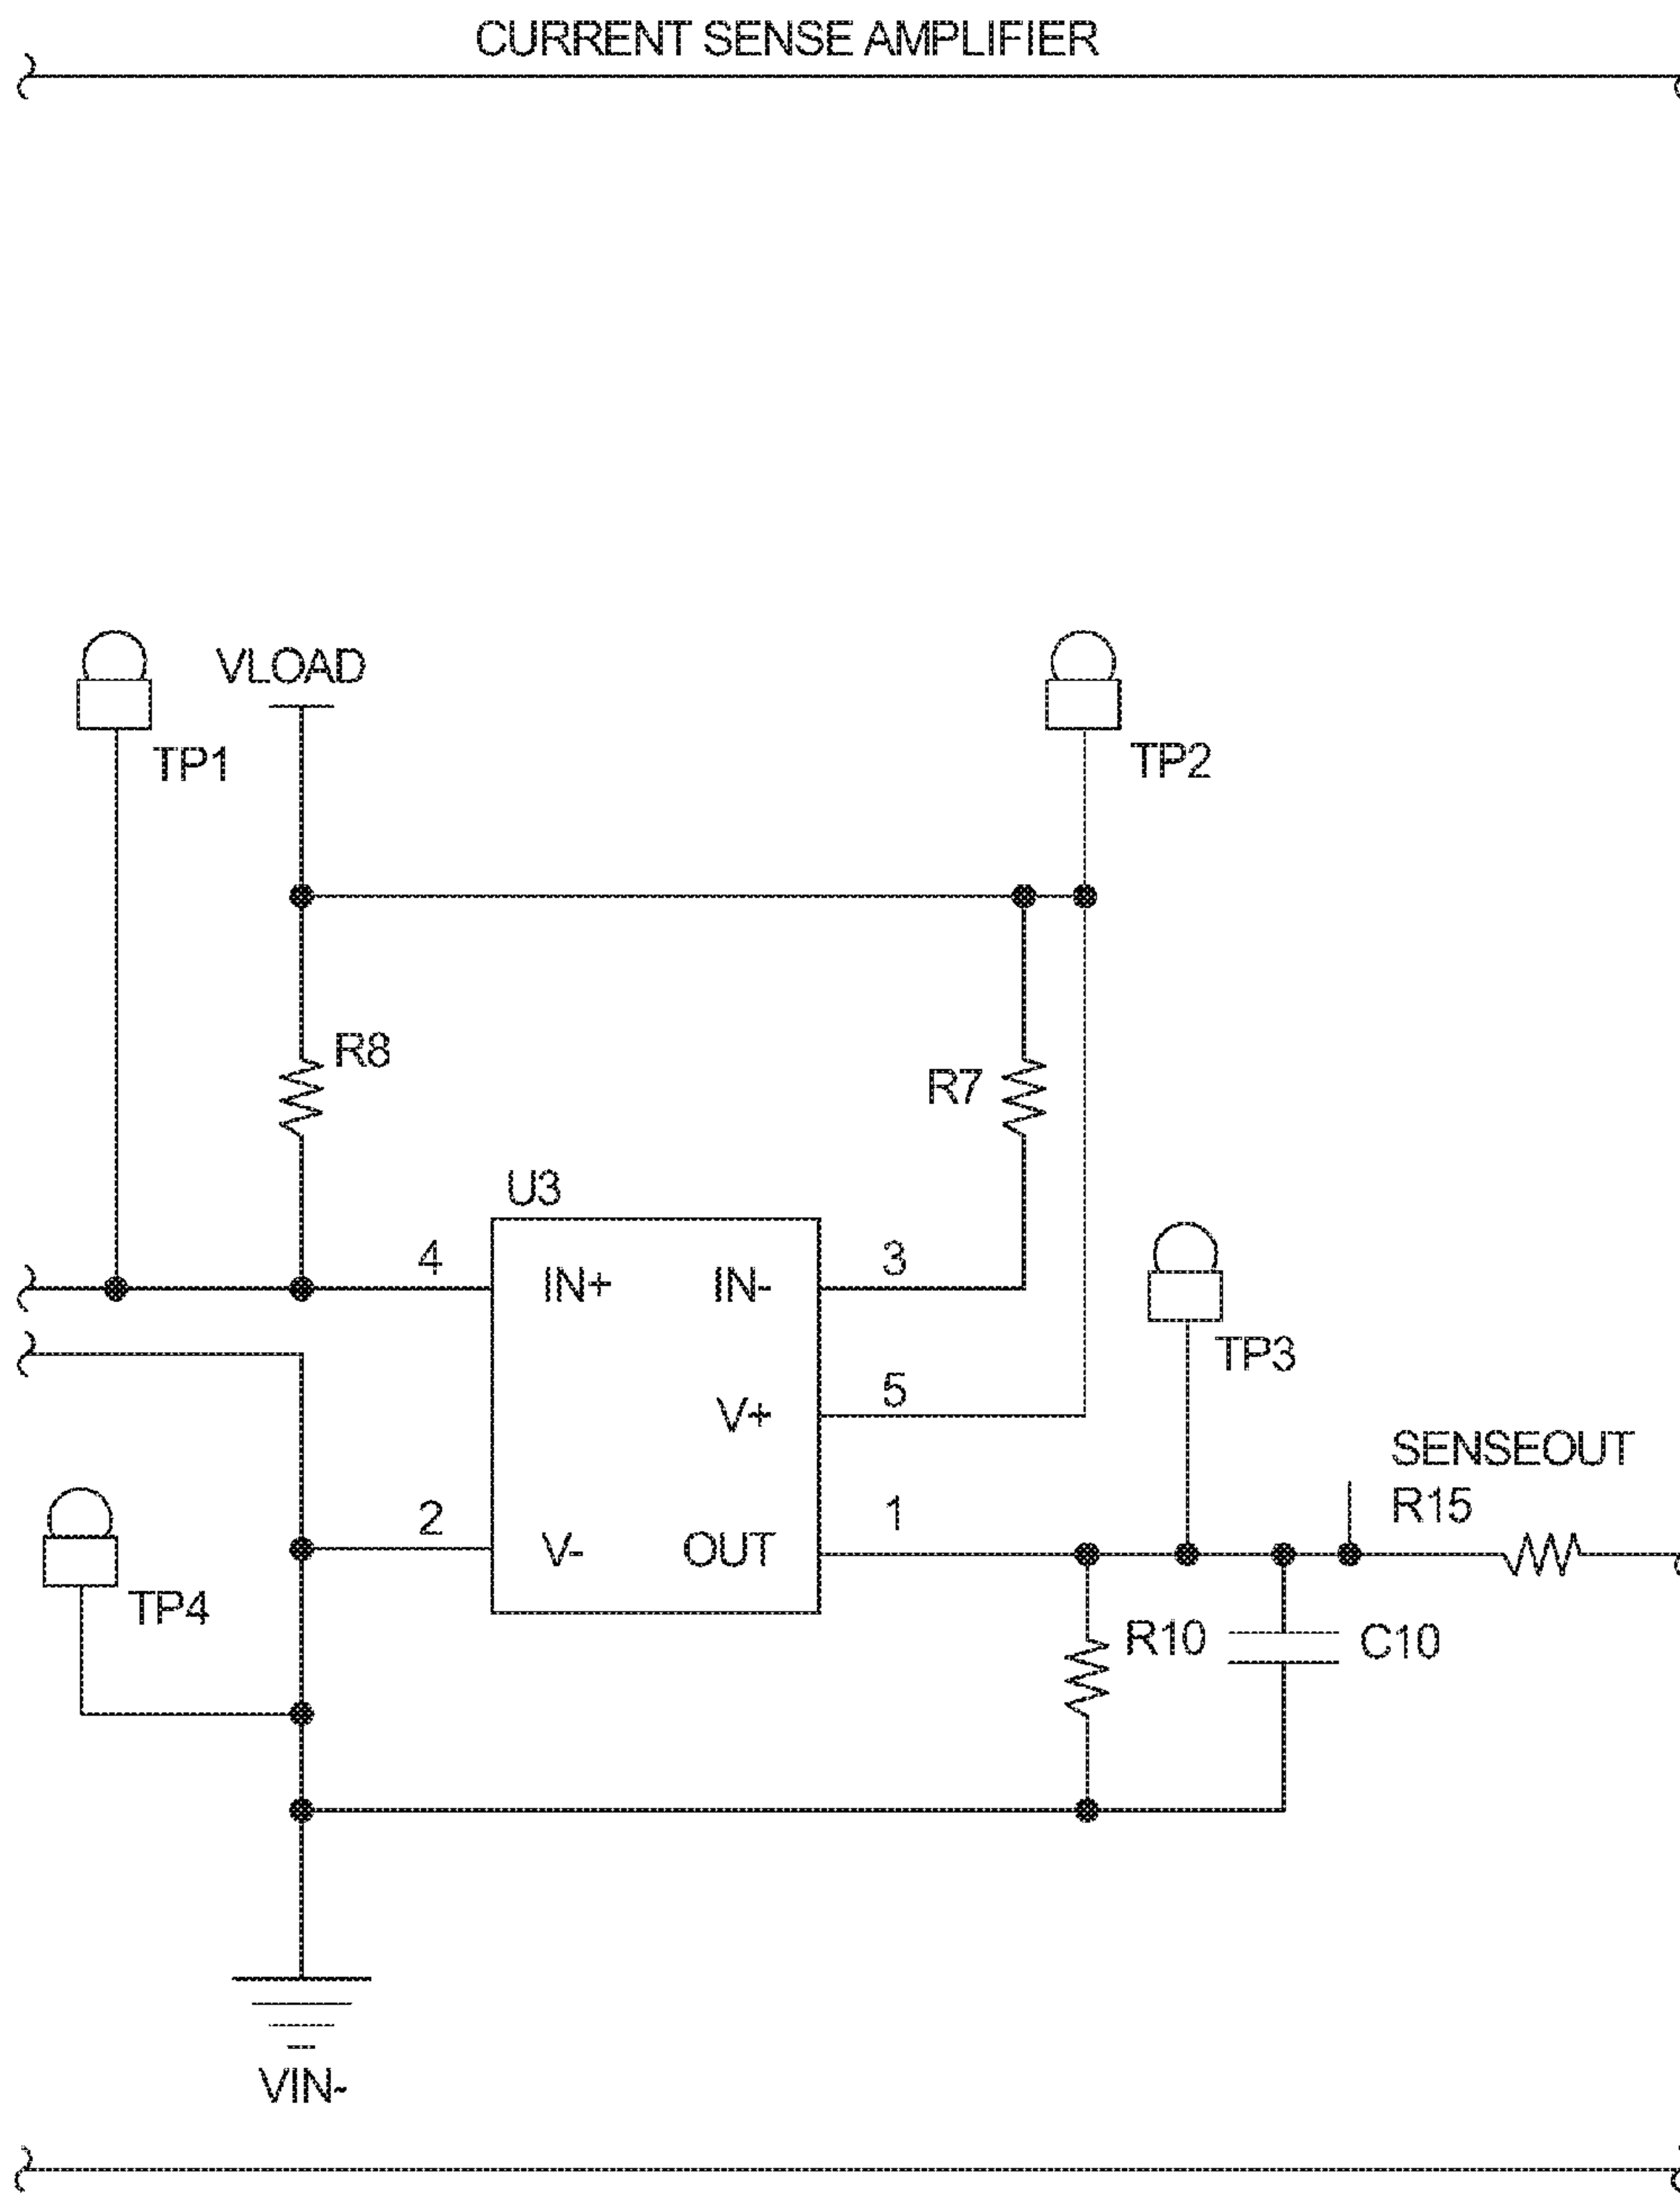 CURRENT SENSE AMPLIFIER
VLOAD
TP1
TP2
R8
R7
U3
4
IN+
IN-
3
TP3
5
V+
SENSEOUT
R15
2
V-
OUT
1
TP4
R10
C10
VIN-